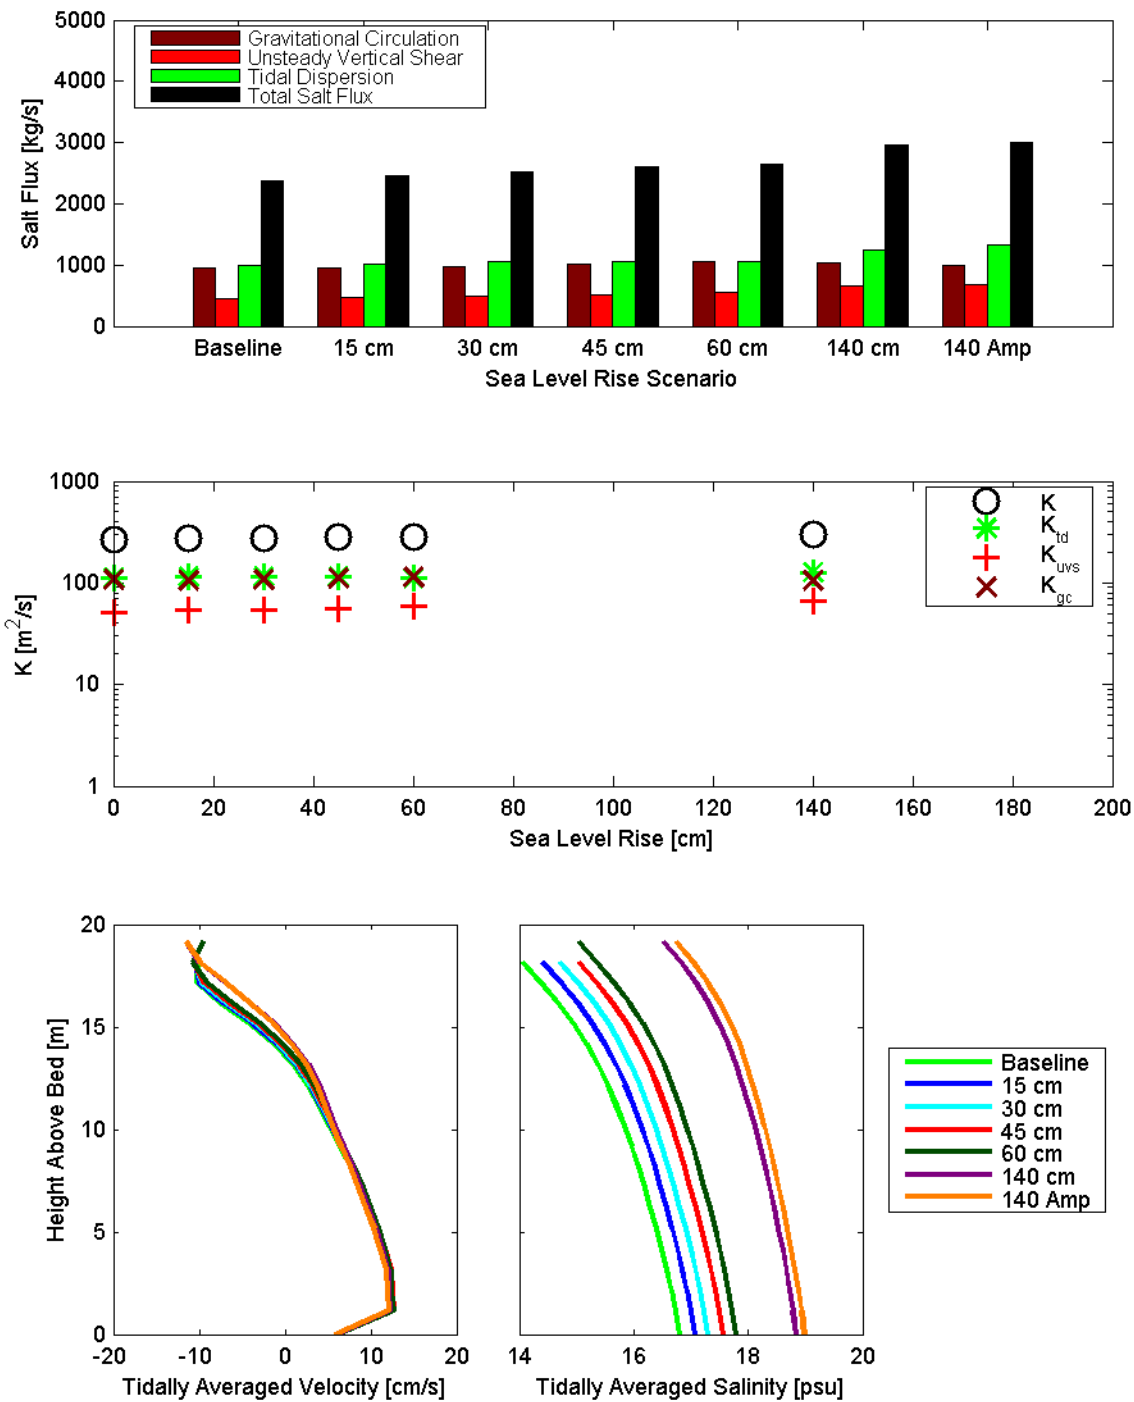 5000
4000
3000
2000
1000
0
Salt Flux [kg/s]
Gravitational Circulation
Unsteady Vertical Shear
Tidal Dispersion
Total Salt Flux
Baseline 15 cm 30 cm 45 cm 60 cm 140 cm 140 Amp
Sea Level Rise Scenario
1000
100
10
1
K [m²/s]
K
K_td
K_uvs
K_gc
0 20 40 60 80 100 120 140 160 180 200
Sea Level Rise [cm]
20
15
10
5
0
Height Above Bed [m]
-20 -10 0 10 20
Tidally Averaged Velocity [cm/s]
14 16 18 20
Tidally Averaged Salinity [psu]
Baseline
15 cm
30 cm
45 cm
60 cm
140 cm
140 Amp